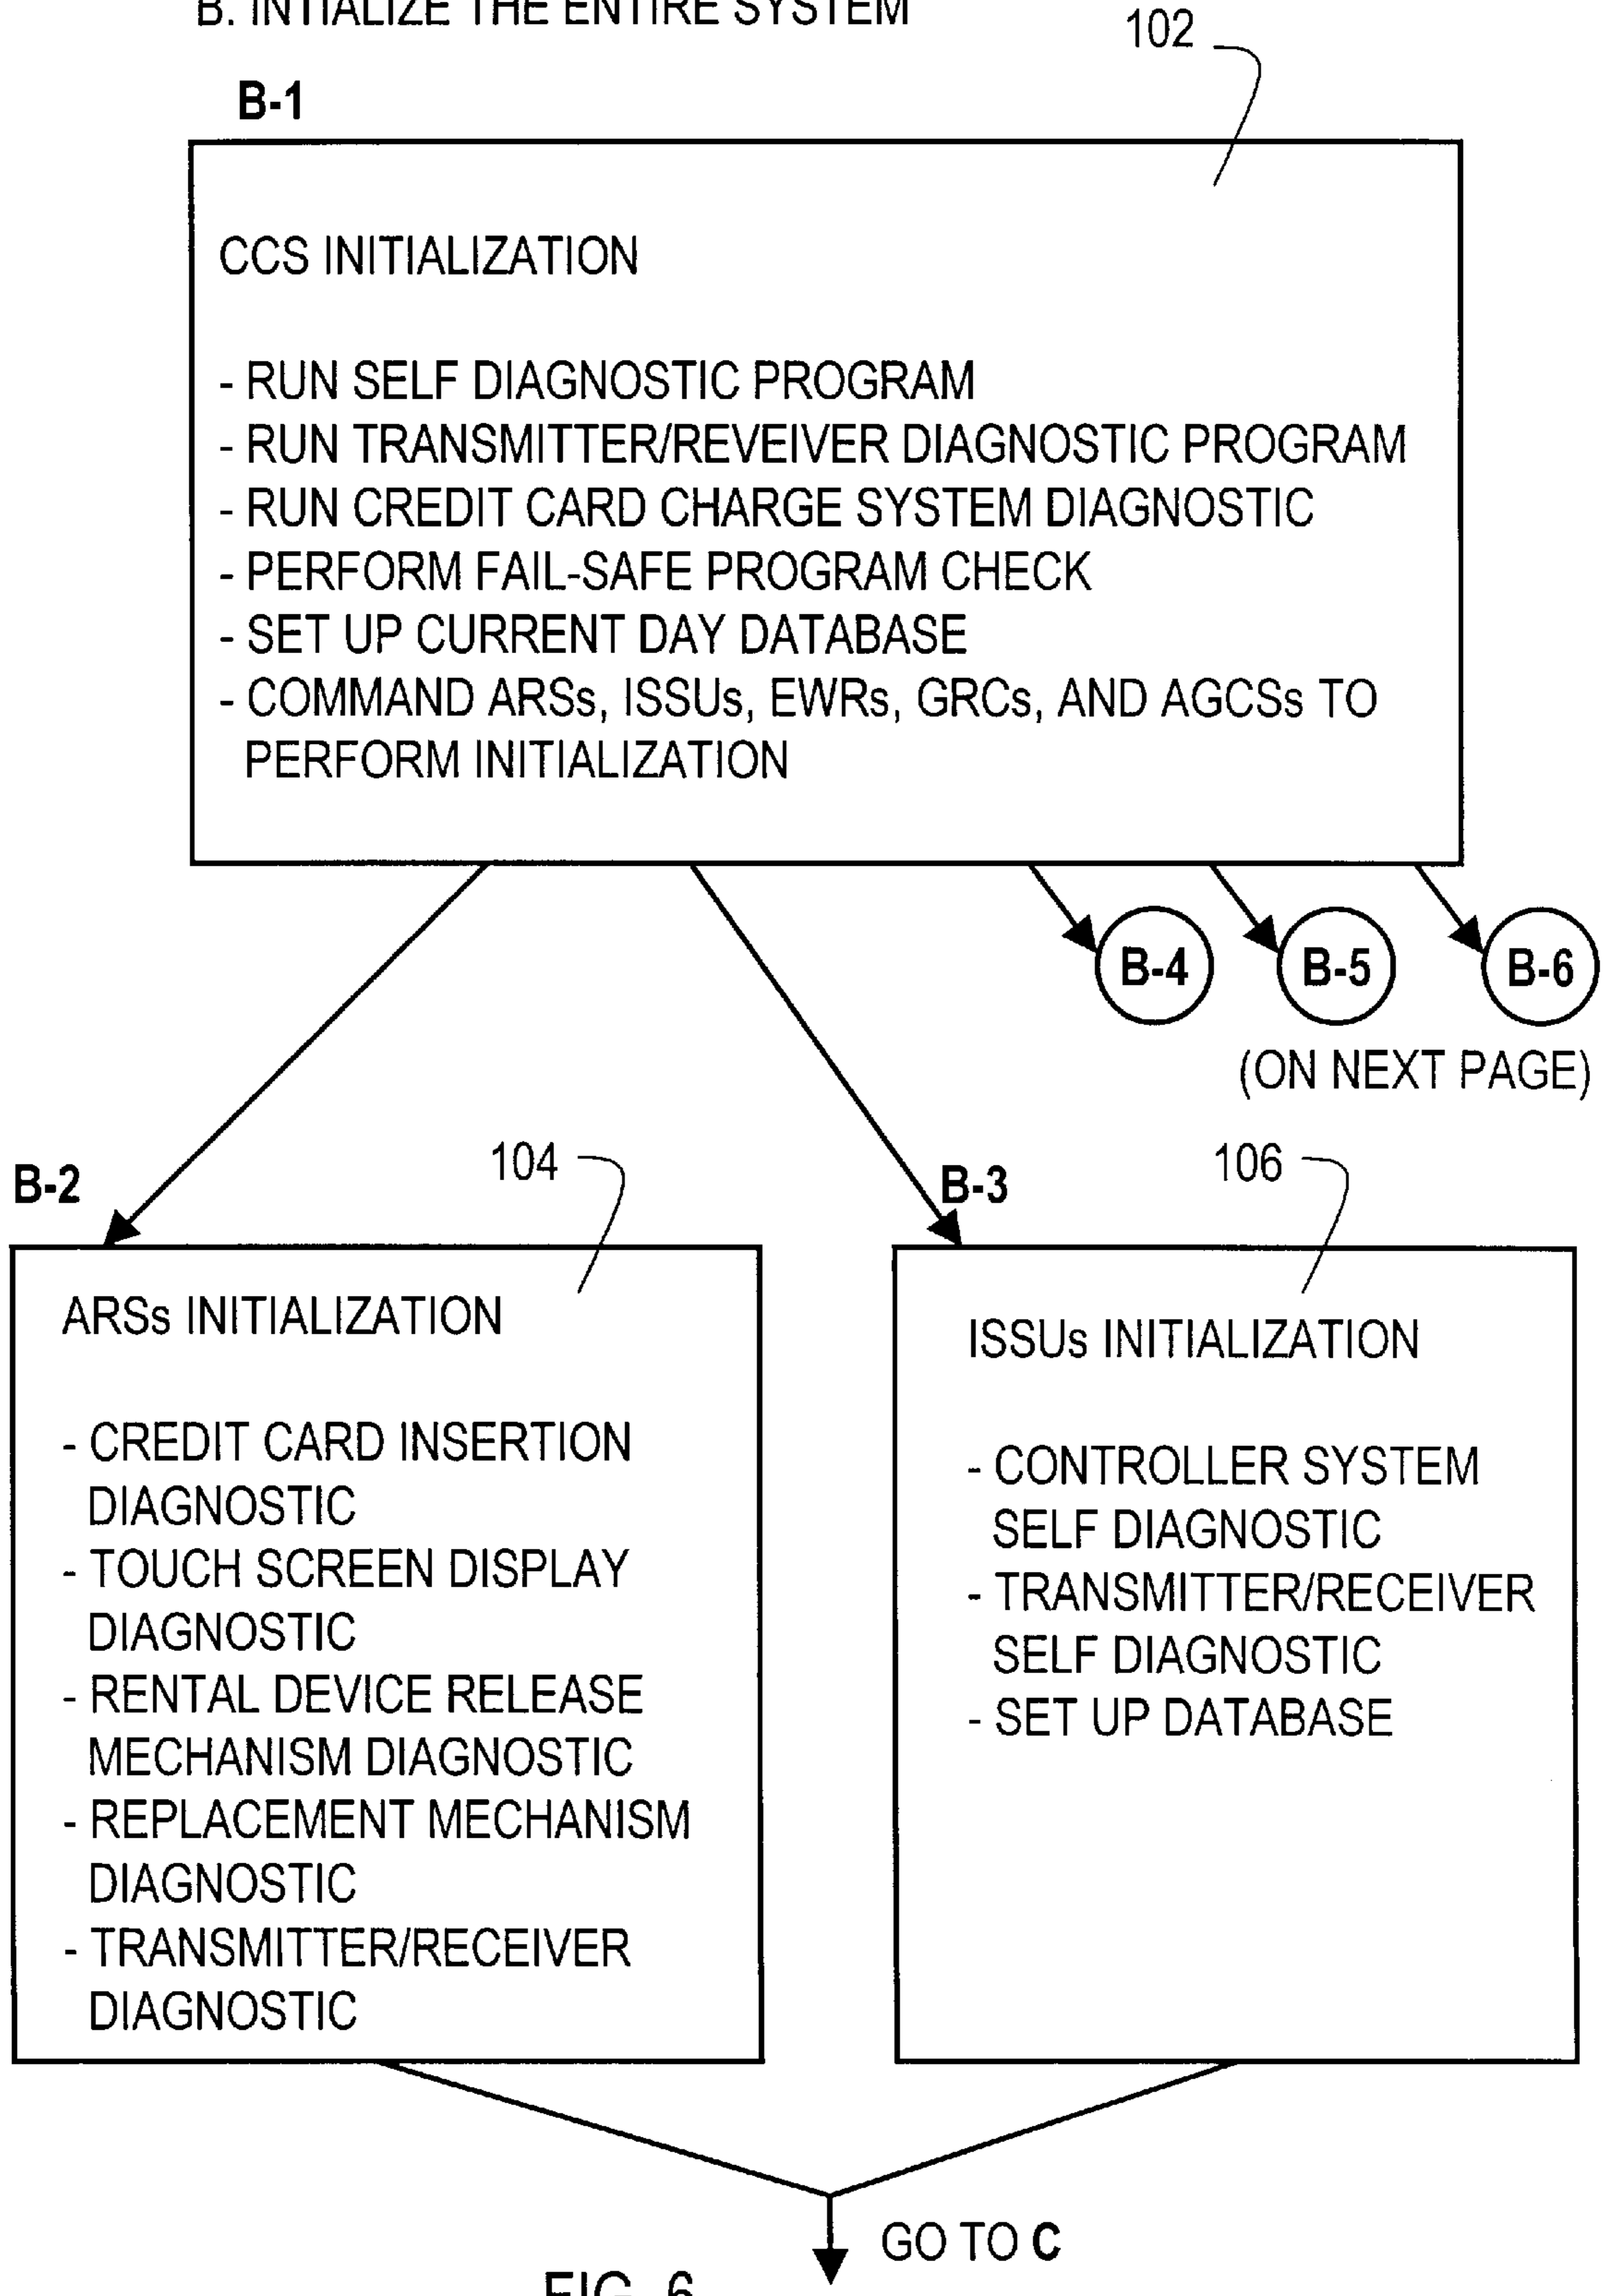 B. INTIALIZE THE ENTIRE SYSTEM
102
B-1
CCS INITIALIZATION
- RUN SELF DIAGNOSTIC PROGRAM
- RUN TRANSMITTER/REVEIVER DIAGNOSTIC PROGRAM
- RUN CREDIT CARD CHARGE SYSTEM DIAGNOSTIC
- PERFORM FAIL-SAFE PROGRAM CHECK
- SET UP CURRENT DAY DATABASE
- COMMAND ARSs, ISSUs, EWRs, GRCs, AND AGCSs TO
PERFORM INITIALIZATION
B-4
B-5
B-6
(ON NEXT PAGE)
B-2
104
ARSs INITIALIZATION
- CREDIT CARD INSERTION
DIAGNOSTIC
- TOUCH SCREEN DISPLAY
DIAGNOSTIC
- RENTAL DEVICE RELEASE
MECHANISM DIAGNOSTIC
- REPLACEMENT MECHANISM
DIAGNOSTIC
- TRANSMITTER/RECEIVER
DIAGNOSTIC
B-3
106
ISSUs INITIALIZATION
- CONTROLLER SYSTEM
SELF DIAGNOSTIC
- TRANSMITTER/RECEIVER
SELF DIAGNOSTIC
- SET UP DATABASE
GO TO C
FIG. 6